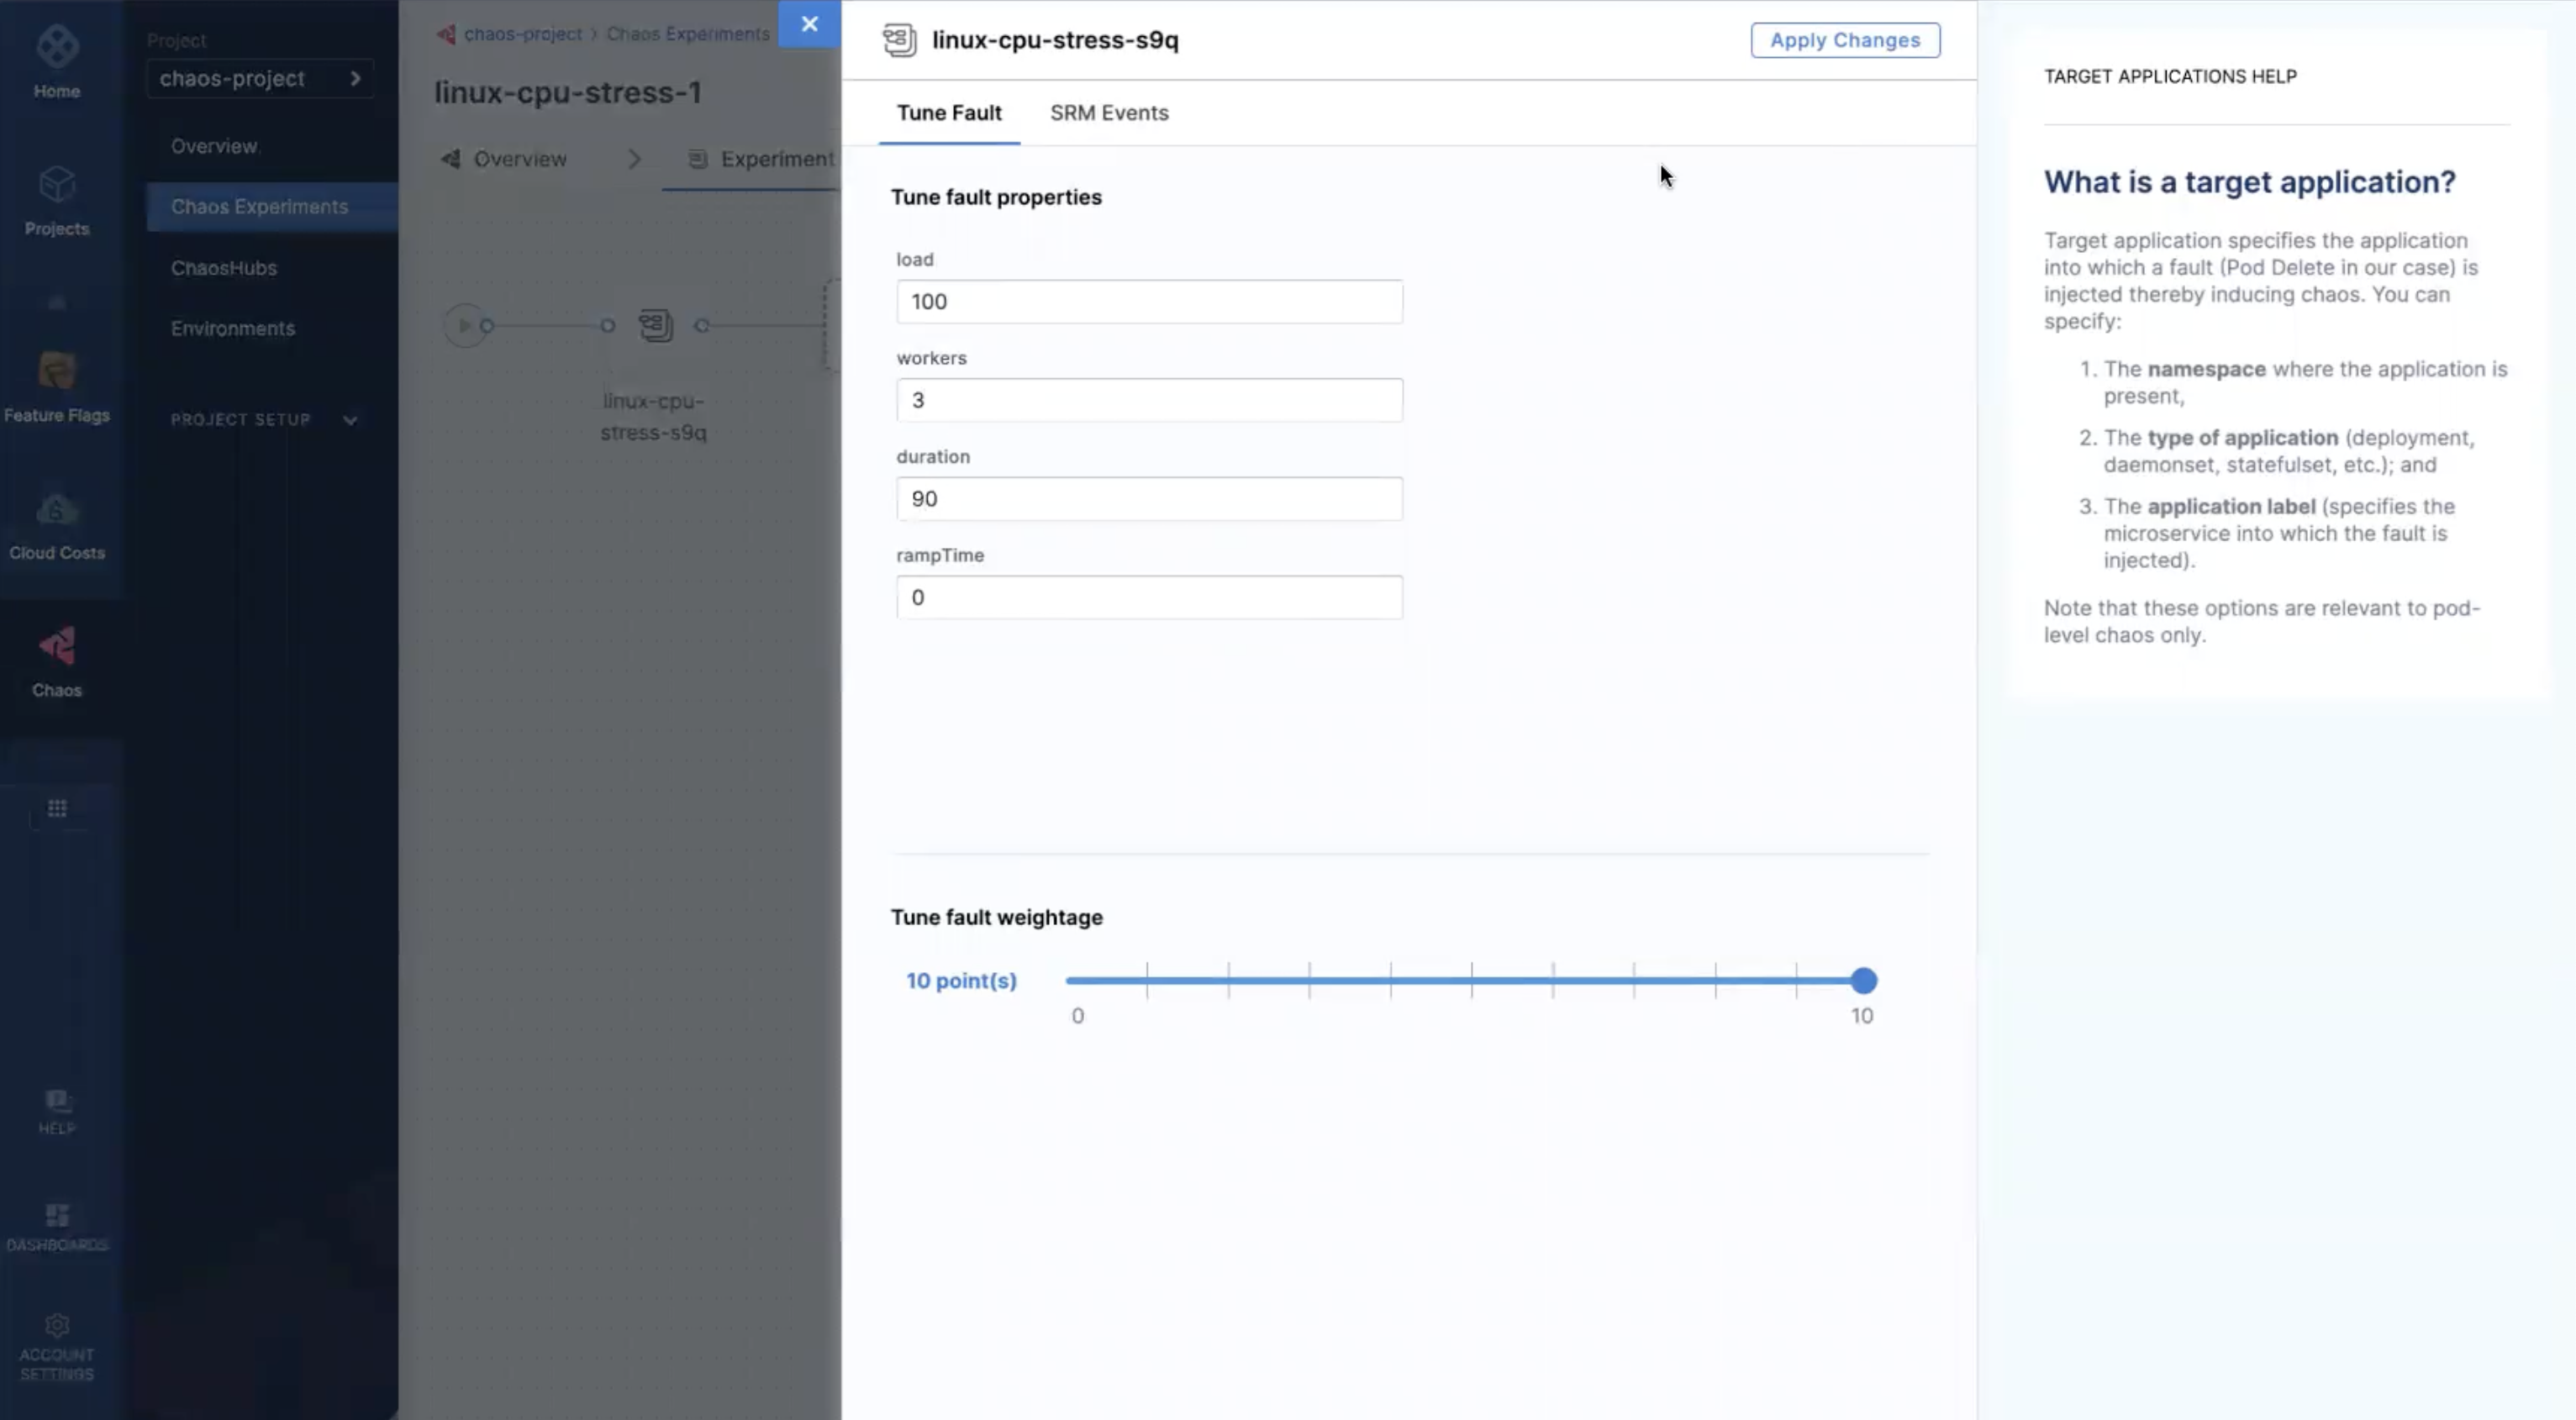 Home
Projects
Feature Flags
Cloud Costs
Chaos
HELP
DASHBOARDS
ACCOUNT
SETTINGS
Project
chaos-project
Overview
Chaos Experiments
ChaosHubs
Environments
PROJECT SETUP
chaos-project > Chaos Experiments
linux-cpu-stress-1
Overview
Experiment
linux-cpu-
stress-s9q
linux-cpu-stress-s9q
Apply Changes
Tune Fault
SRM Events
Tune fault properties
load
100
workers
3
duration
90
rampTime
0
Tune fault weightage
10 point(s)
0
10
TARGET APPLICATIONS HELP
What is a target application?
Target application specifies the application
into which a fault (Pod Delete in our case) is
injected thereby inducing chaos. You can
specify:
1. The namespace where the application is
present,
2. The type of application (deployment,
daemonset, statefulset, etc.); and
3. The application label (specifies the
microservice into which the fault is
injected).
Note that these options are relevant to pod-
level chaos only.